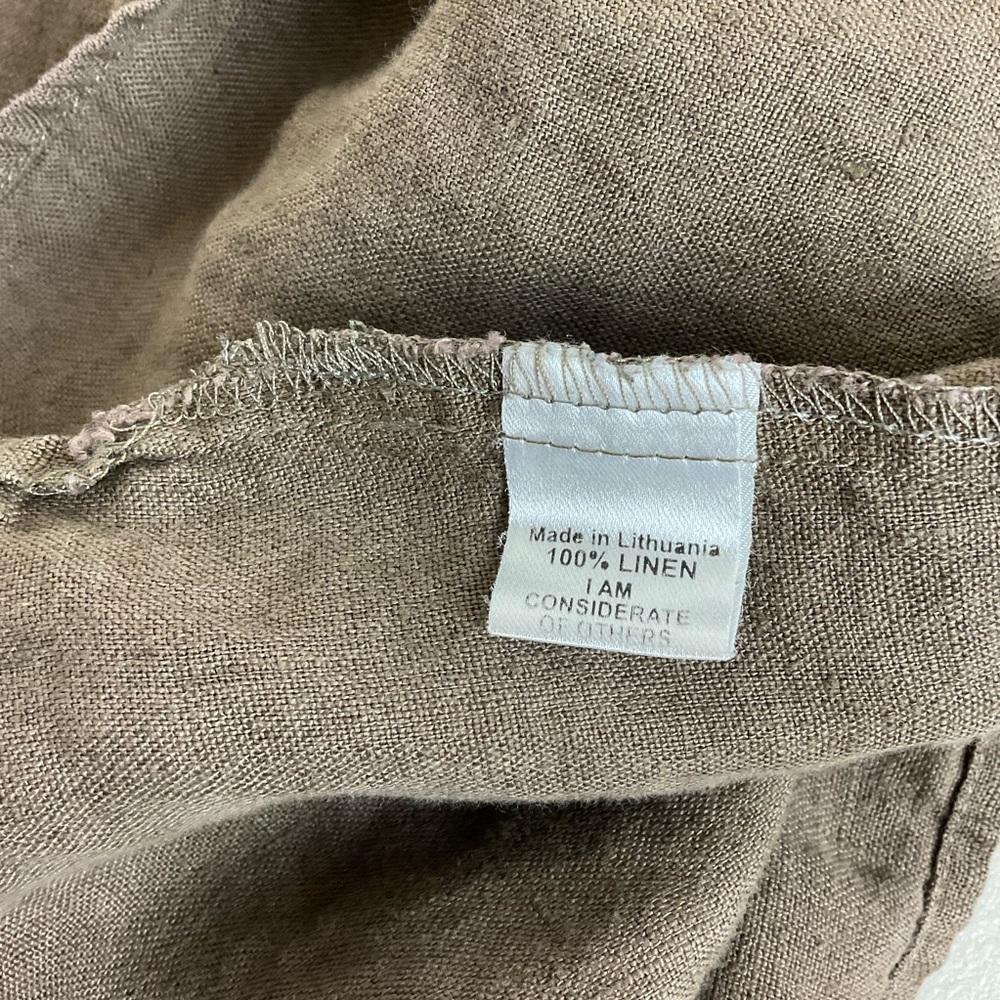 Made in Lithuania
100% LINEN
I AM
CONSIDERATE
OF OTHERS